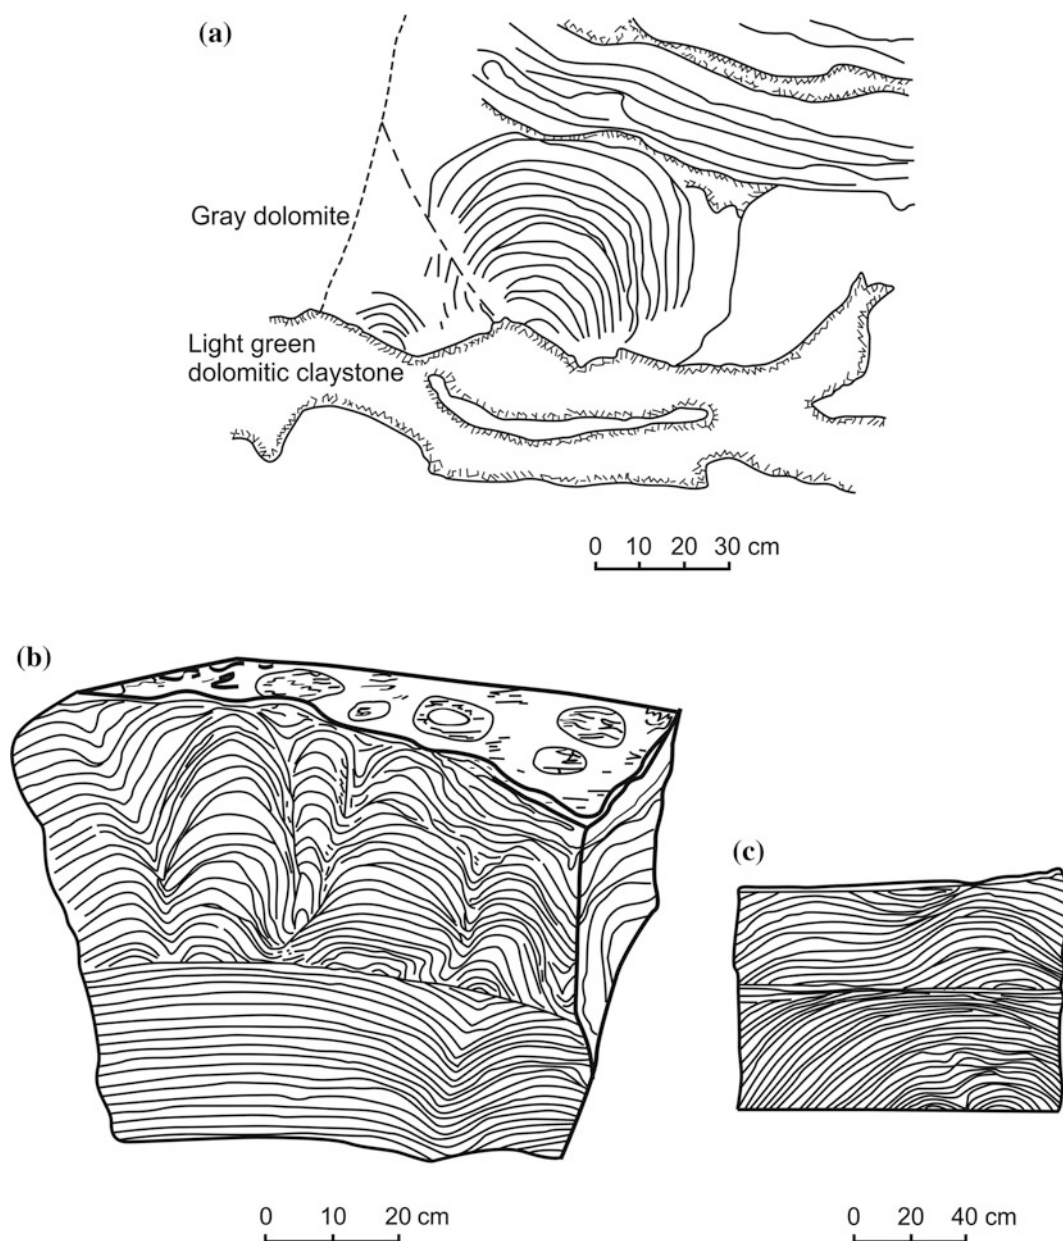 (a)
Gray dolomite
Light green
dolomitic claystone
0 10 20 30 cm
(b)
(c)
0 10 20 cm
0 20 40 cm